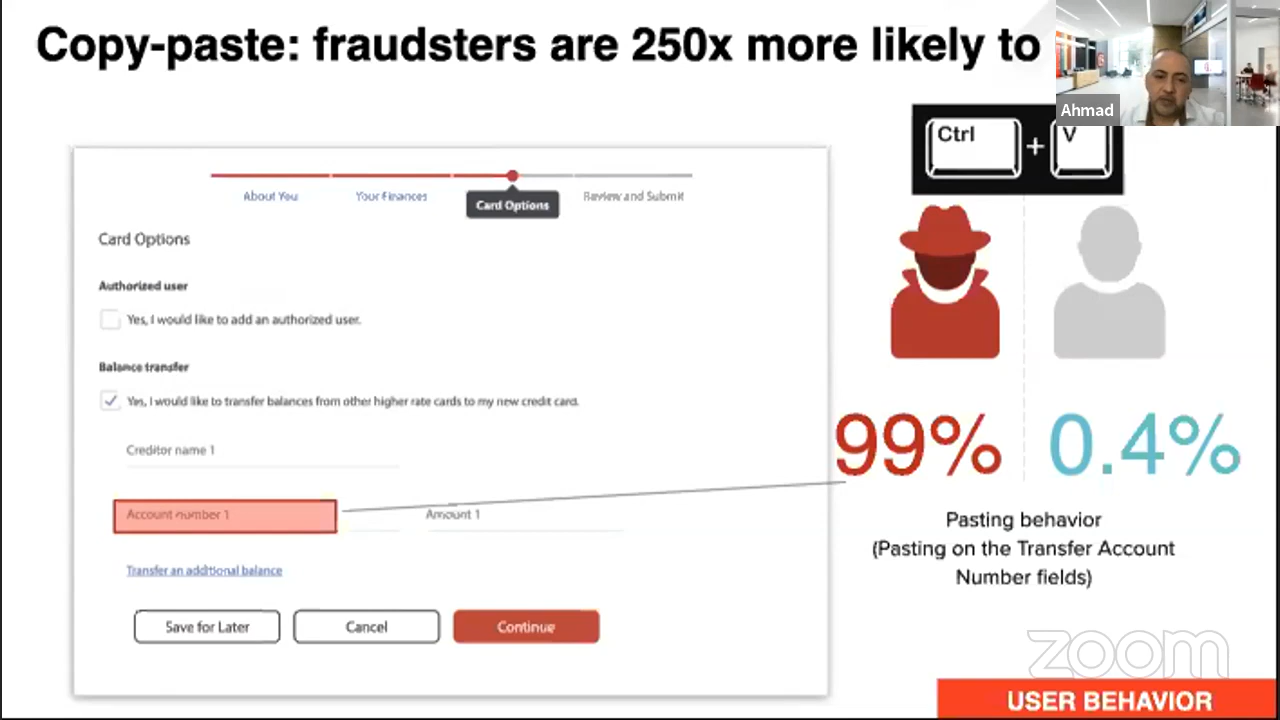 Copy-paste: fraudsters are 250x more likely to
Ahmad
Ctrl + V
About You Your Finances Card Options Review and Submit
Card Options
Authorized user
Yes, I would like to add an authorized user.
Balance transfer
Yes, I would like to transfer balances from other higher rate cards to my new credit card.
Creditor name 1
Account number 1 Amount 1
Transfer an additional balance
Save for Later Cancel Continue
99% 0.4%
Pasting behavior
(Pasting on the Transfer Account
Number fields)
zoom
USER BEHAVIOR